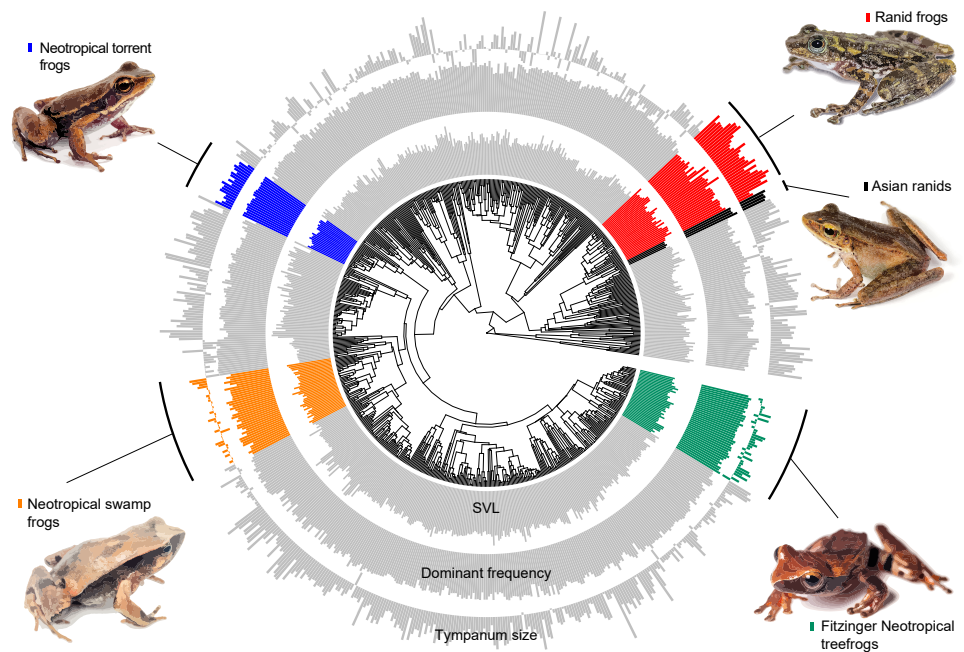 Neotropical torrent
frogs
Ranid frogs
Asian ranids
Neotropical swamp
frogs
SVL
Dominant frequency
Tympanum size
Fitzinger Neotropical
treefrogs